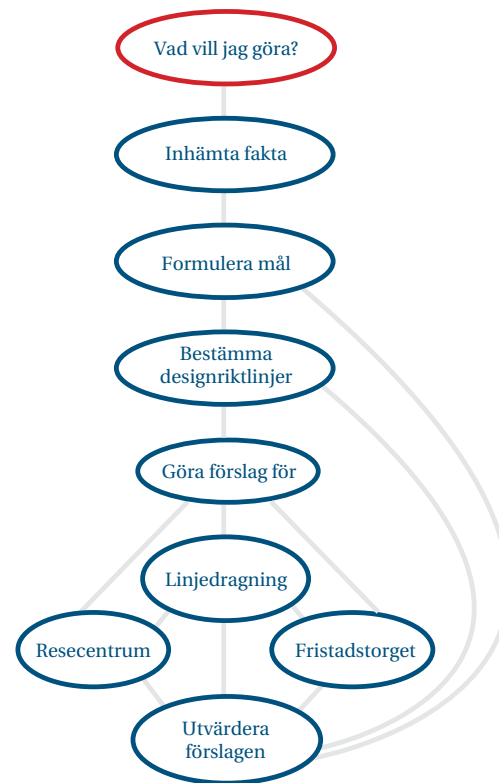 Vad vill jag göra?
Inhämta fakta
Formulera mål
Bestämma
designriktlinjer
Göra förslag för
Linjedragning
Resecentrum
Fristadstorget
Utvärdera
förslagen